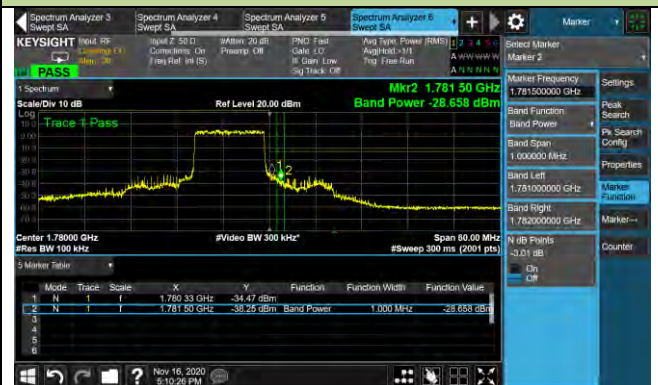 Spectrum Analyzer 3 Swept SA
Spectrum Analyzer 4 Swept SA
Spectrum Analyzer 5 Swept SA
Spectrum Analyzer 6 Swept SA
Marker
KEYSIGHT
Input: RF
Input Z: 50 Ω
Corrections: On
Freq Ref: Int (S)
#Atten: 20 dB
Preamp: Off
PNO: Fast
Gate: LO
IF Gain: Low
Sig Track: Off
Avg Type: Power (RMS)
Avg|Hold:>1/1
Trig: Free Run
1 2 3 4 5 6
A W W W W W
A N N N N N
PASS
Select Marker
Marker 2
1 Spectrum
Mkr2 1.781 50 GHz
Scale/Div 10 dB
Ref Level 20.00 dBm
Band Power -28.658 dBm
Log
Trace 1 Pass
1 2
Center 1.78000 GHz
#Video BW 300 kHz*
Span 60.00 MHz
#Res BW 100 kHz
#Sweep 300 ms (2001 pts)
Marker Frequency
1.781500000 GHz
Band Function
Band Power
Band Span
1.000000 MHz
Band Left
1.781000000 GHz
Band Right
1.782000000 GHz
N dB Points
-3.01 dB
On
Off
Settings
Peak Search
Pk Search Config
Properties
Marker Function
Marker→
Counter
5 Marker Table
Mode Trace Scale X Y Function Function Width Function Value
1 N 1 f 1.780 33 GHz -34.47 dBm
2 N 1 f 1.781 50 GHz -38.25 dBm Band Power 1.000 MHz -28.658 dBm
3
4
5
6
Nov 16, 2020
5:10:26 PM